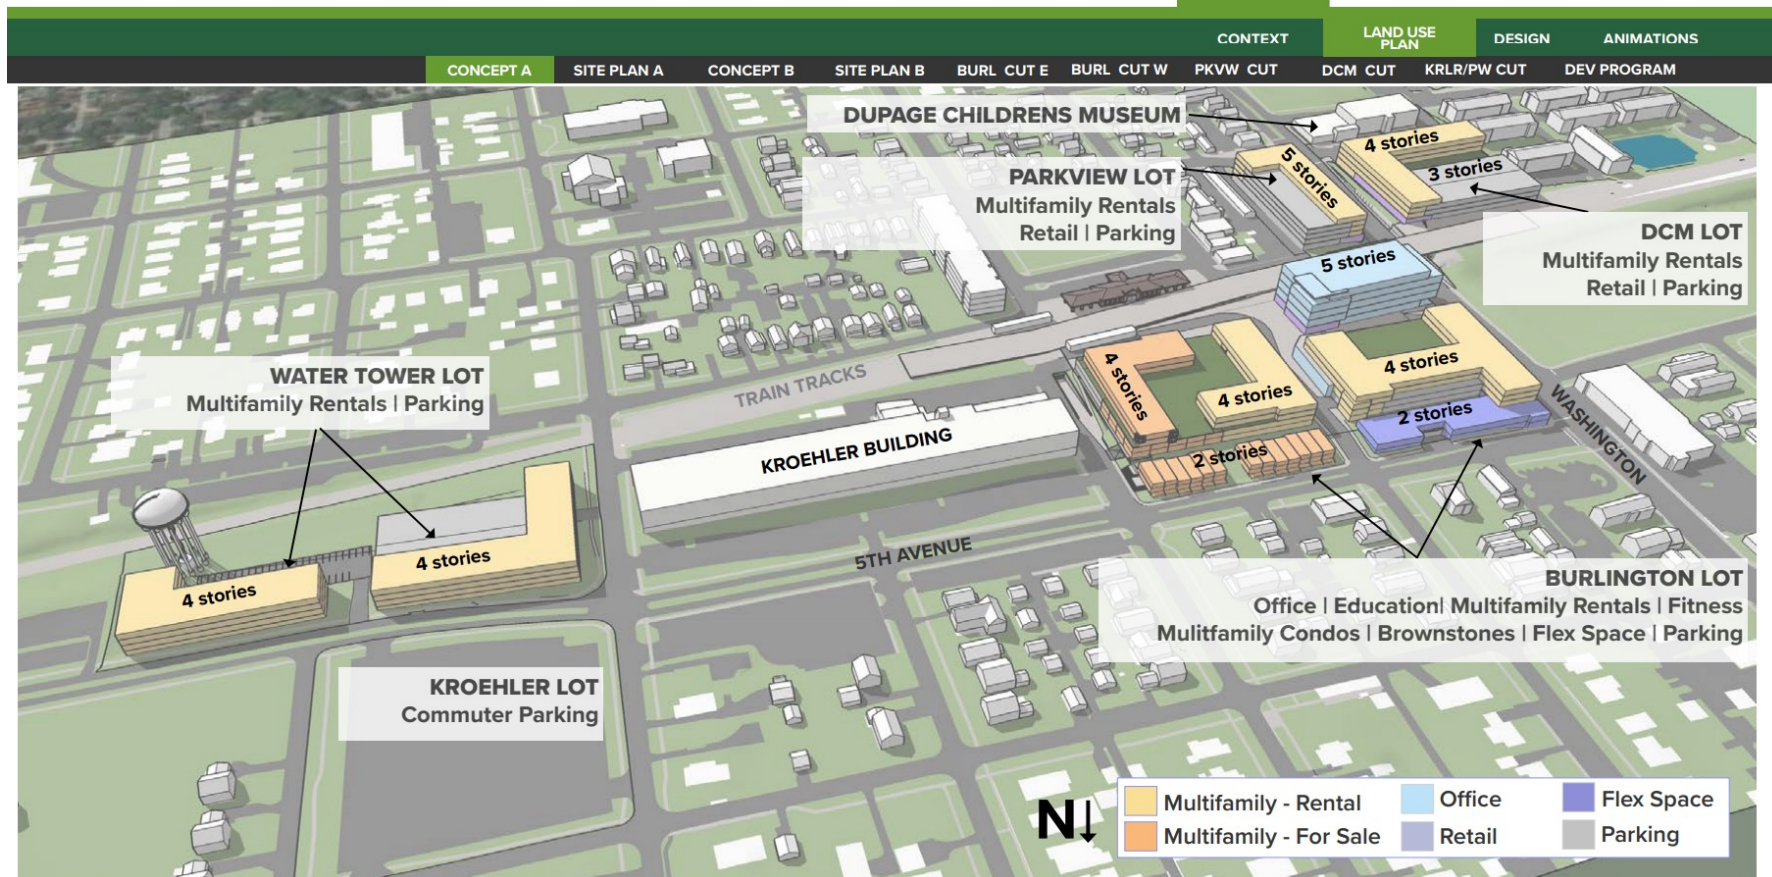 CONTEXT
LAND USE
PLAN
DESIGN
ANIMATIONS
CONCEPT A
SITE PLAN A
CONCEPT B
SITE PLAN B
BURL CUT E
BURL CUT W
PKVW CUT
DCM CUT
KRLR/PW CUT
DEV PROGRAM
DUPAGE CHILDRENS MUSEUM
PARKVIEW LOT
Multifamily Rentals
Retail | Parking
5 stories
4 stories
3 stories
DCM LOT
Multifamily Rentals
Retail | Parking
5 stories
WATER TOWER LOT
Multifamily Rentals | Parking
TRAIN TRACKS
4 stories
4 stories
4 stories
2 stories
2 stories
WASHINGTON
KROEHLER BUILDING
4 stories
4 stories
5TH AVENUE
BURLINGTON LOT
Office | Education| Multifamily Rentals | Fitness
Mulitfamily Condos | Brownstones | Flex Space | Parking
KROEHLER LOT
Commuter Parking
N
Multifamily - Rental
Multifamily - For Sale
Office
Retail
Flex Space
Parking